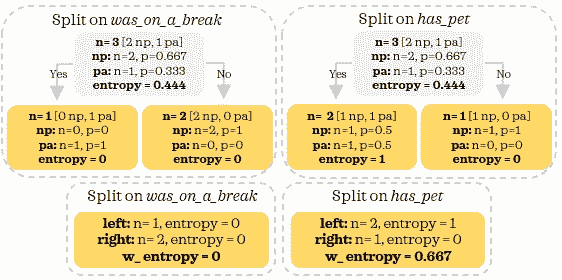 Split on was_on_a_break
n= 3 [2 np, 1 pa]
np: n=2, p=0.667
pa: n=1, p=0.333
entropy = 0.444
Yes
No
n= 1 [0 np, 1 pa]
np: n=0, p=0
pa: n=1, p=1
entropy = 0
n= 2 [2 np, 0 pa]
np: n=2, p=1
pa: n=0, p=0
entropy = 0
Split on has_pet
n= 3 [2 np, 1 pa]
np: n=2, p=0.667
pa: n=1, p=0.333
entropy = 0.444
Yes
No
n= 2 [1 np, 1 pa]
np: n=1, p=0.5
pa: n=1, p=0.5
entropy = 1
n= 1 [1 np, 0 pa]
np: n=1, p=1
pa: n=0, p=0
entropy = 0
Split on was_on_a_break
left: n= 1, entropy = 0
right: n= 2, entropy = 0
w_ entropy = 0
Split on has_pet
left: n= 2, entropy = 1
right: n= 1, entropy = 0
w_ entropy = 0.667